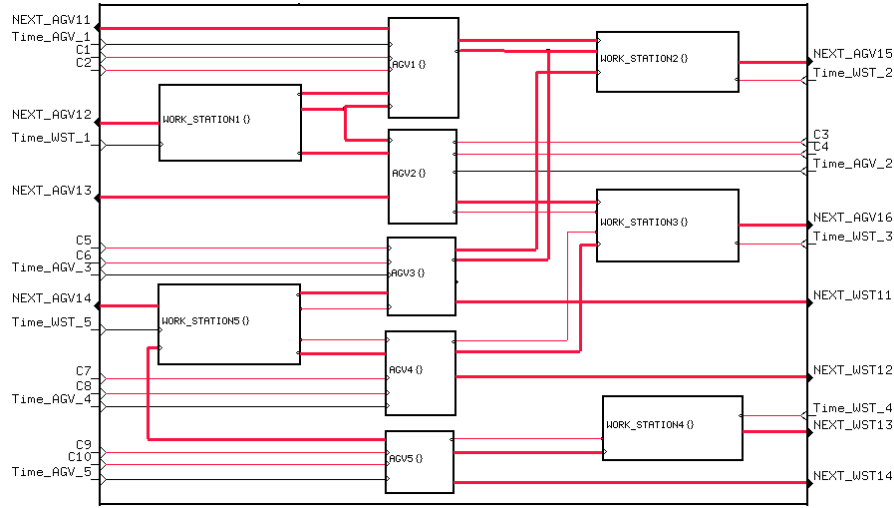 NEXT_AGV11
Time_AGV_1
C1
C2
AGV1{}
WORK_STATION2{}
NEXT_AGV15
Time_WST_2
NEXT_AGV12
Time_WST_1
WORK_STATION1{}
C3
C4
Time_AGV_2
AGV2{}
NEXT_AGV13
WORK_STATION3{}
NEXT_AGV16
Time_WST_3
C5
C6
Time_AGV_3
AGV3{}
NEXT_AGV14
Time_WST_5
WORK_STATION5{}
NEXT_WST11
AGV4{}
C7
C8
Time_AGV_4
NEXT_WST12
Time_WST_4
NEXT_WST13
WORK_STATION4{}
C9
C10
Time_AGV_5
AGV5{}
NEXT_WST14